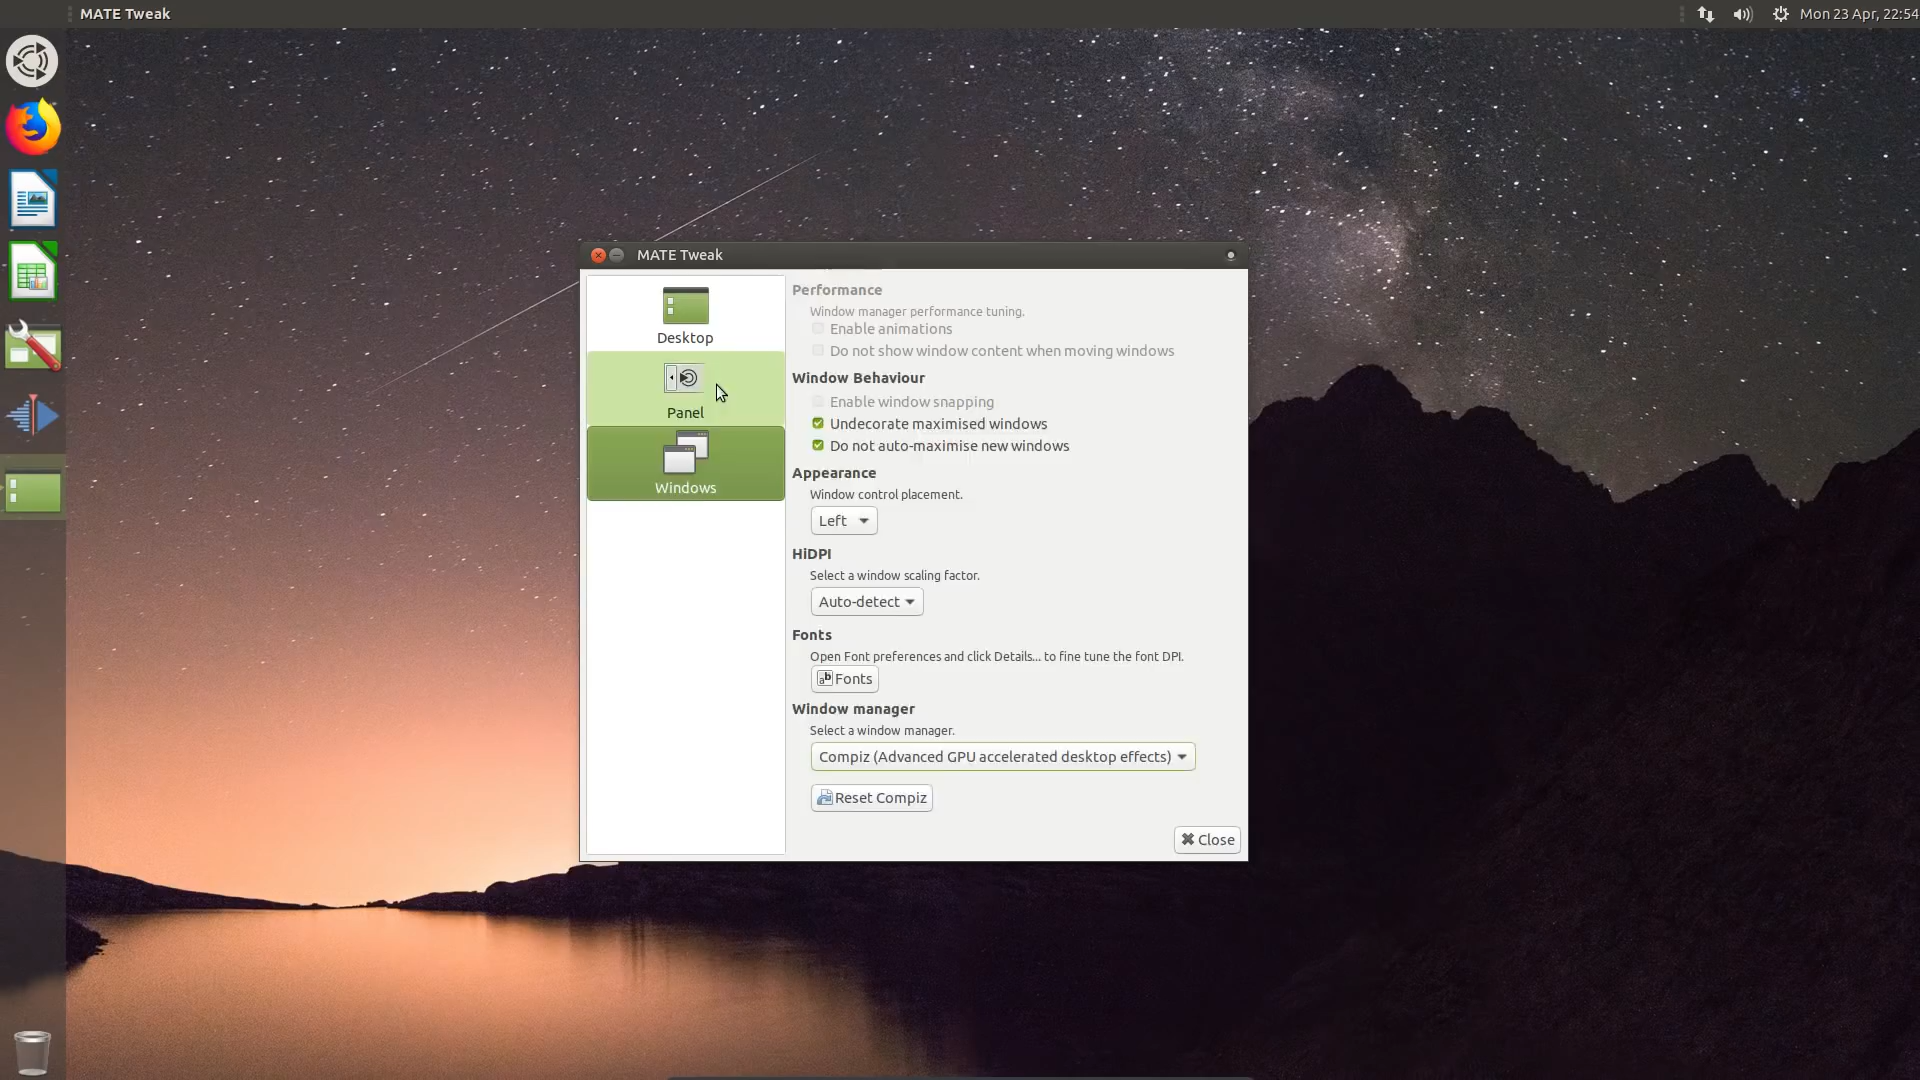 MATE Tweak
Mon 23 Apr, 22:54
MATE Tweak
Desktop
Panel
Windows
Performance
Window manager performance tuning.
Enable animations
Do not show window content when moving windows
Window Behaviour
Enable window snapping
Undecorate maximised windows
Do not auto-maximise new windows
Appearance
Window control placement.
Left
HiDPI
Select a window scaling factor.
Auto-detect
Fonts
Open Font preferences and click Details... to fine tune the font DPI.
Fonts
Window manager
Select a window manager.
Compiz (Advanced GPU accelerated desktop effects)
Reset Compiz
Close